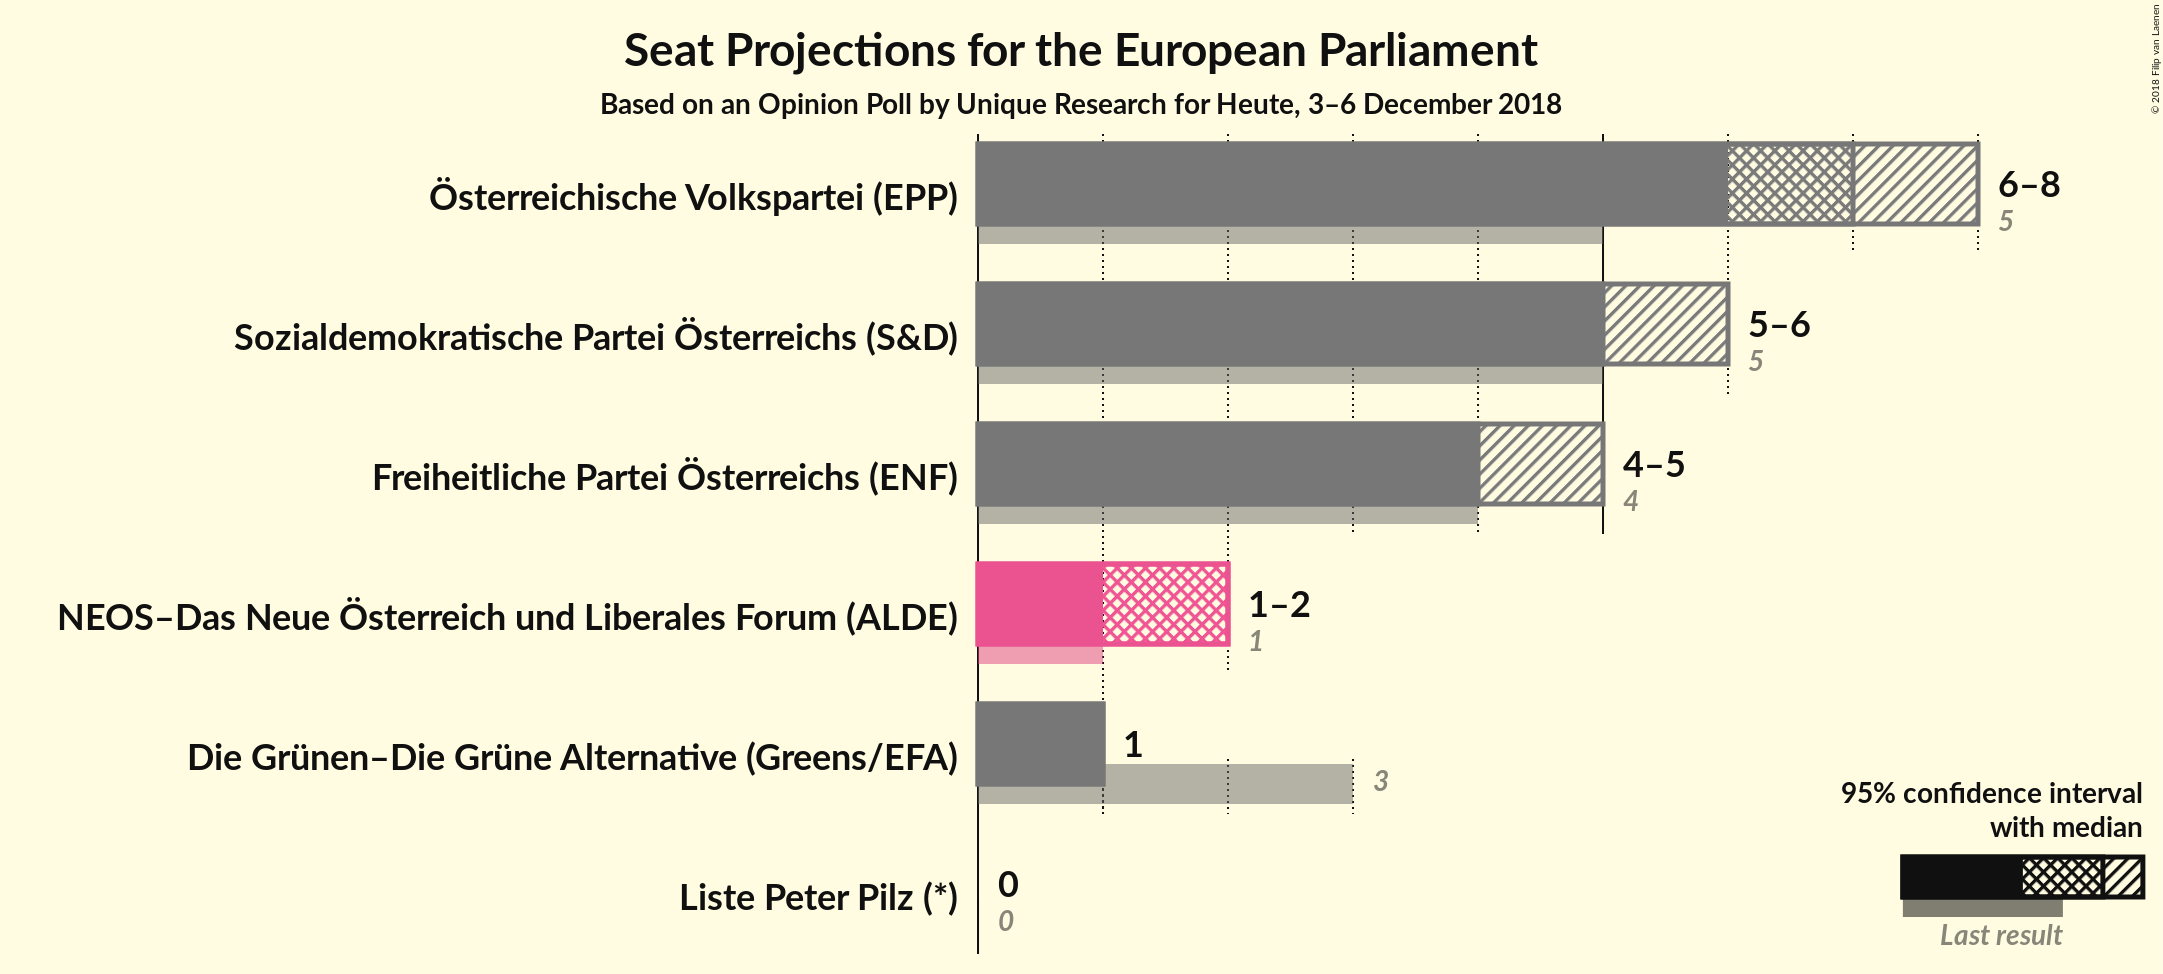 Seat Projections for the European Parliament
Based on an Opinion Poll by Unique Research for Heute, 3–6 December 2018
© 2018 Filip van Laenen
Österreichische Volkspartei (EPP)
6–8
5
Sozialdemokratische Partei Österreichs (S&D)
5–6
5
Freiheitliche Partei Österreichs (ENF)
4–5
4
NEOS–Das Neue Österreich und Liberales Forum (ALDE)
1–2
1
Die Grünen–Die Grüne Alternative (Greens/EFA)
1
3
Liste Peter Pilz (*)
0
0
95% confidence interval
with median
Last result